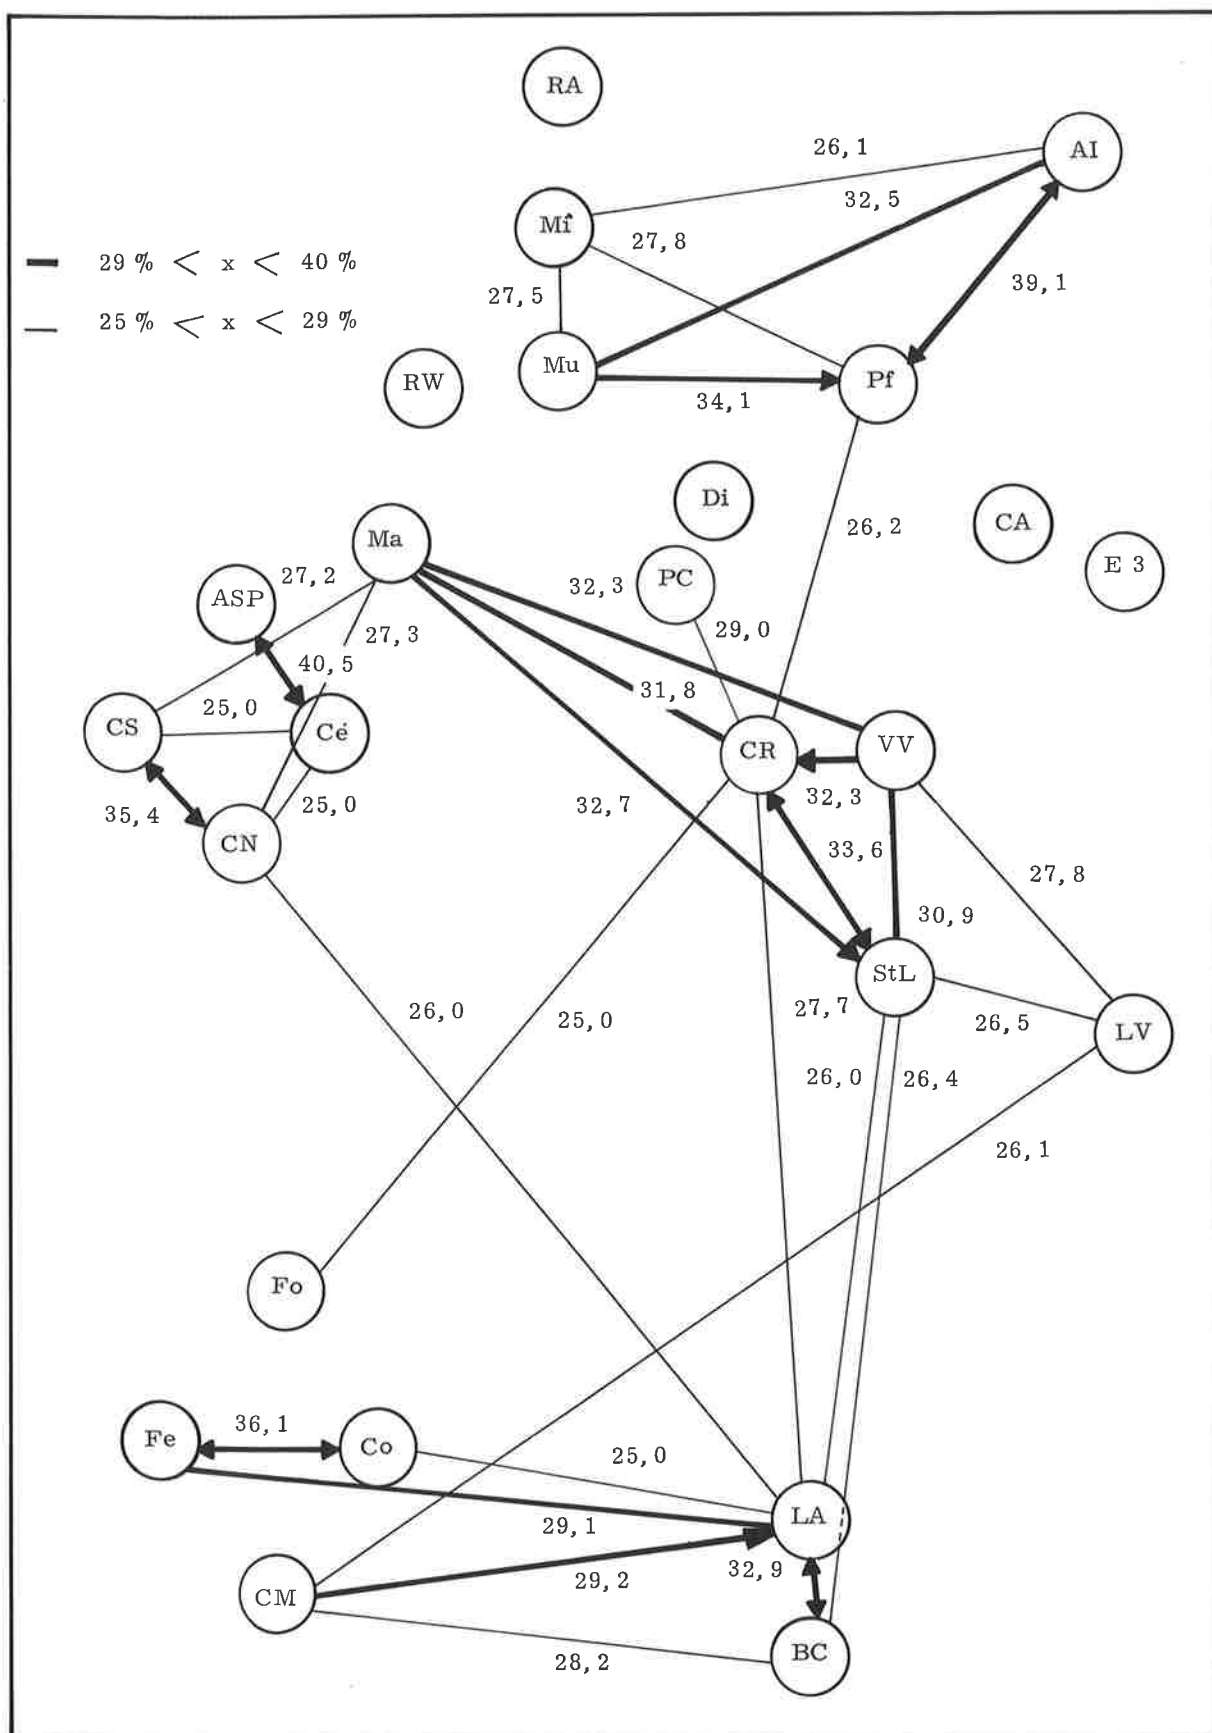 RA
26,1
AI
32,5
Mî
27,8
29 % < x < 40 %
39,1
27,5
25 % < x < 29 %
Mu
RW
Pf
34,1
Di
CA
26,2
Ma
E 3
27,2
32,3
PC
ASP
29,0
27,3
40,5
31,8
25,0
CS
Cé
CR
VV
35,4
25,0
32,7
32,3
CN
33,6
27,8
30,9
StL
26,0
25,0
27,7
26,5
LV
26,0
26,4
26,1
Fo
36,1
Fe
Co
25,0
LA
29,1
32,9
29,2
CM
BC
28,2